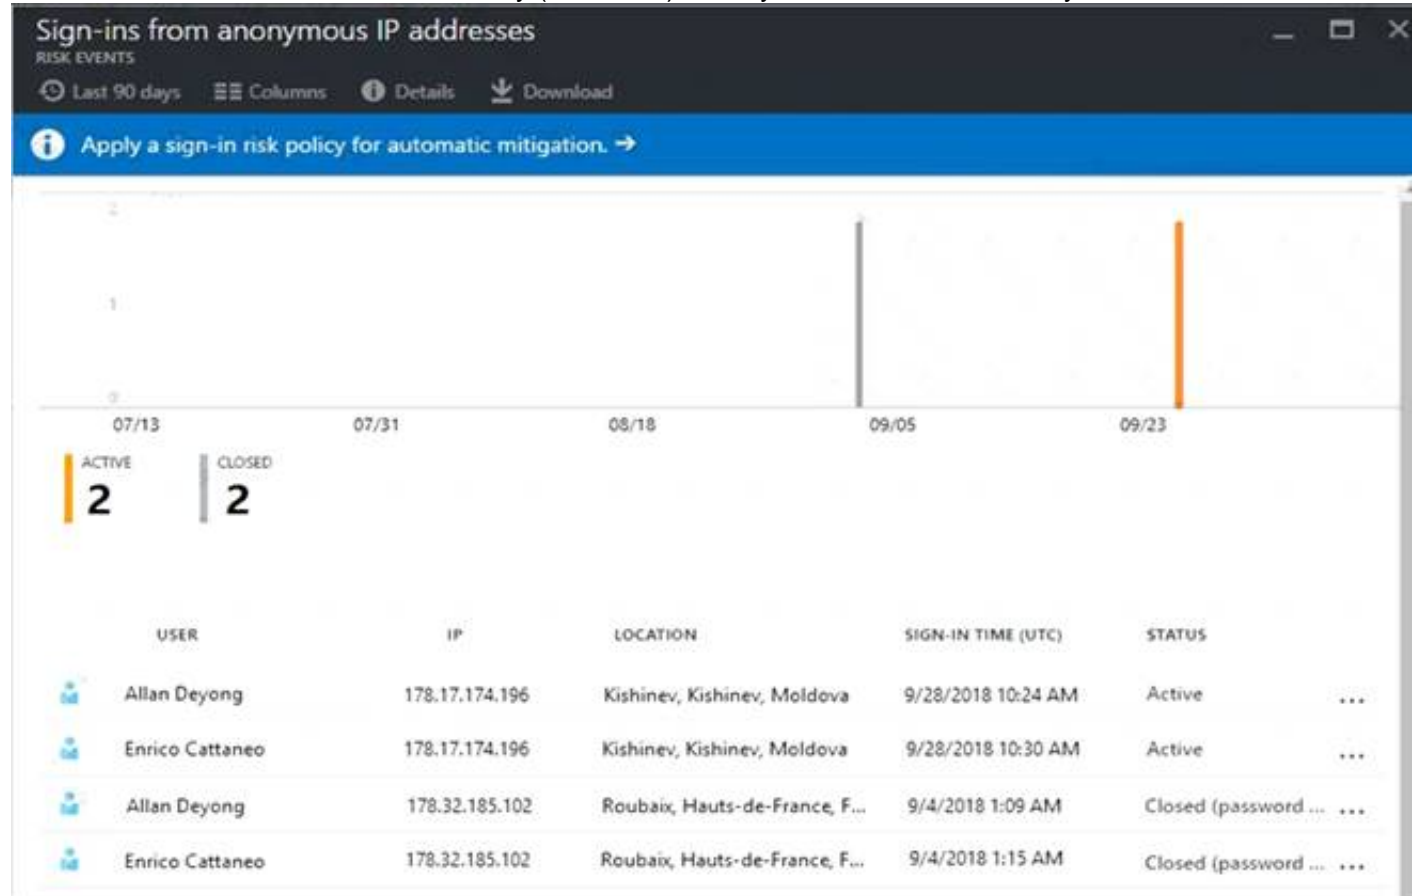 Sign-ins from anonymous IP addresses
RISK EVENTS
Last 90 days Columns Details Download
Apply a sign-in risk policy for automatic mitigation. →
2
1
0
07/13 07/31 08/18 09/05 09/23
ACTIVE CLOSED
2 2
USER IP LOCATION SIGN-IN TIME (UTC) STATUS
Allan Deyong 178.17.174.196 Kishinev, Kishinev, Moldova 9/28/2018 10:24 AM Active ...
Enrico Cattaneo 178.17.174.196 Kishinev, Kishinev, Moldova 9/28/2018 10:30 AM Active ...
Allan Deyong 178.32.185.102 Roubaix, Hauts-de-France, F... 9/4/2018 1:09 AM Closed (password ... ...
Enrico Cattaneo 178.32.185.102 Roubaix, Hauts-de-France, F... 9/4/2018 1:15 AM Closed (password ... ...